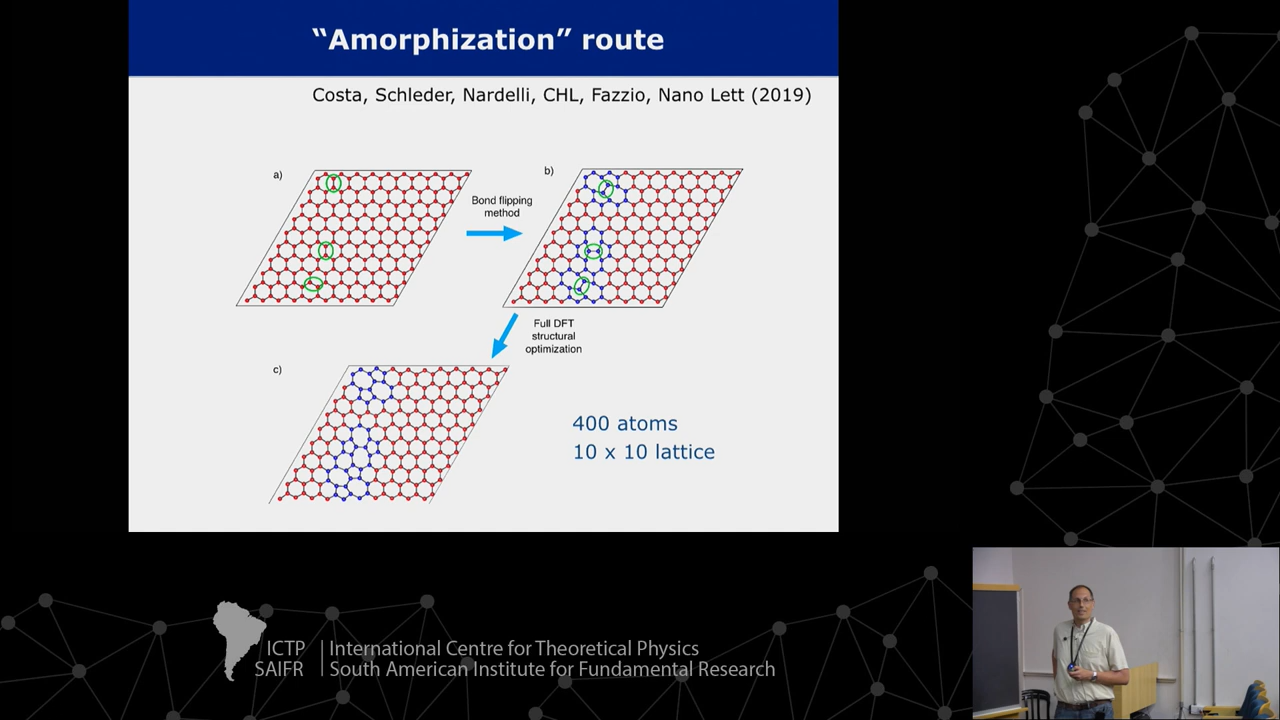 “Amorphization” route
Costa, Schleder, Nardelli, CHL, Fazzio, Nano Lett (2019)
a)
Bond flipping
method
b)
Full DFT
structural
optimization
c)
400 atoms
10 x 10 lattice
ICTP
SAIFR
International Centre for Theoretical Physics
South American Institute for Fundamental Research